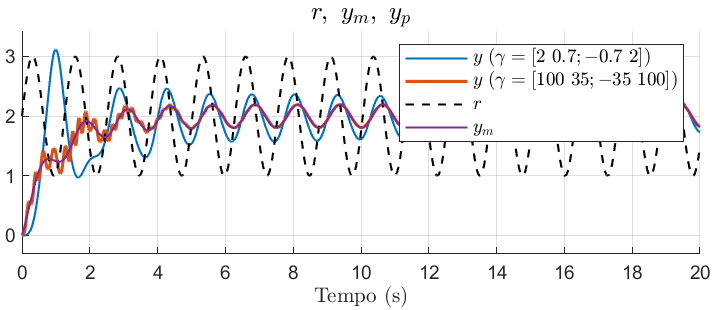 r, y_m, y_p
y (γ = [2 0.7; −0.7 2])
y (γ = [100 35; −35 100])
r
y_m
3
2
1
0
0 2 4 6 8 10 12 14 16 18 20
Tempo (s)